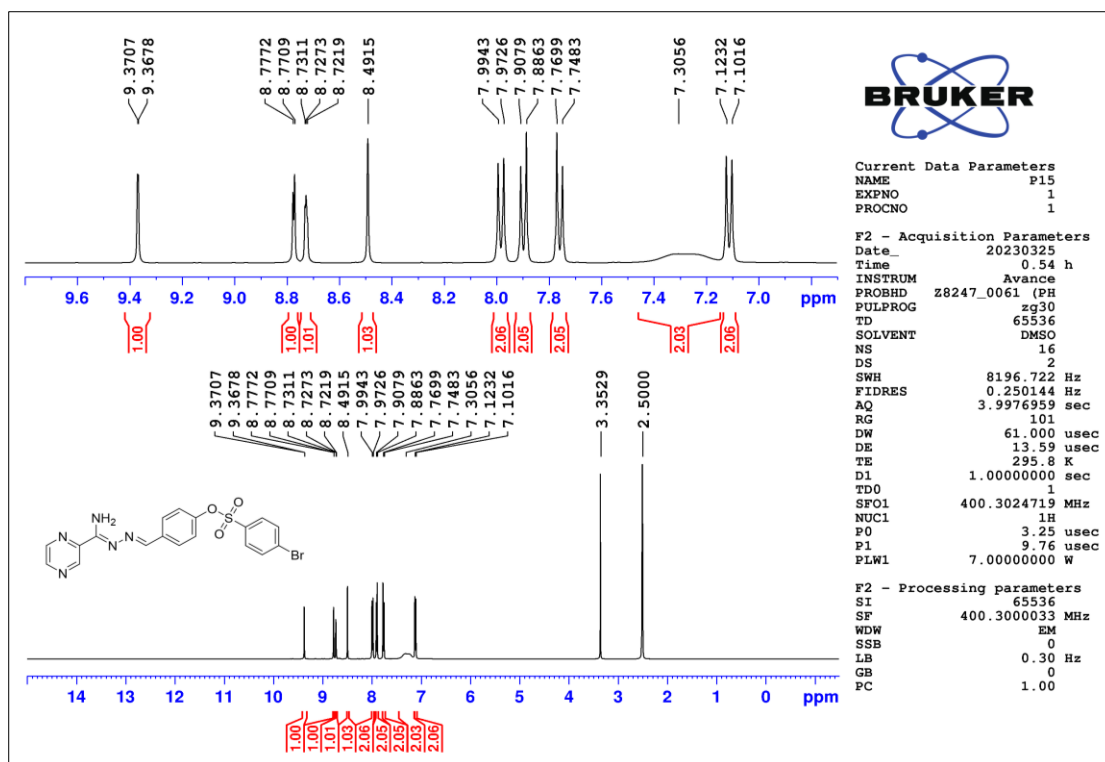 9.3707
9.3678
8.7772
8.7709
8.7311
8.7273
8.7219
8.4915
7.9943
7.9726
7.9079
7.8863
7.7699
7.7483
7.3056
7.1232
7.1016
9.6 9.4 9.2 9.0 8.8 8.6 8.4 8.2 8.0 7.8 7.6 7.4 7.2 7.0 ppm
1.00
1.00
1.01
1.03
2.06
2.05
2.05
2.03
2.06
9.3707
9.3678
8.7772
8.7709
8.7311
8.7273
8.7219
8.4915
7.9943
7.9726
7.9079
7.8863
7.7699
7.7483
7.3056
7.1232
7.1016
3.3529
2.5000
NH2
N
N
N
N
O
O
S
O
Br
14 13 12 11 10 9 8 7 6 5 4 3 2 1 0 ppm
1.00
1.00
1.01
1.03
2.06
2.05
2.05
2.03
2.06
BRUKER
Current Data Parameters
NAME P15
EXPNO 1
PROCNO 1
F2 - Acquisition Parameters
Date_ 20230325
Time 0.54 h
INSTRUM Avance
PROBHD Z8247_0061 (PH
PULPROG zg30
TD 65536
SOLVENT DMSO
NS 16
DS 2
SWH 8196.722 Hz
FIDRES 0.250144 Hz
AQ 3.9976959 sec
RG 101
DW 61.000 usec
DE 13.59 usec
TE 295.8 K
D1 1.00000000 sec
TD0 1
SFO1 400.3024719 MHz
NUC1 1H
P0 3.25 usec
P1 9.76 usec
PLW1 7.00000000 W
F2 - Processing parameters
SI 65536
SF 400.3000033 MHz
WDW EM
SSB 0
LB 0.30 Hz
GB 0
PC 1.00